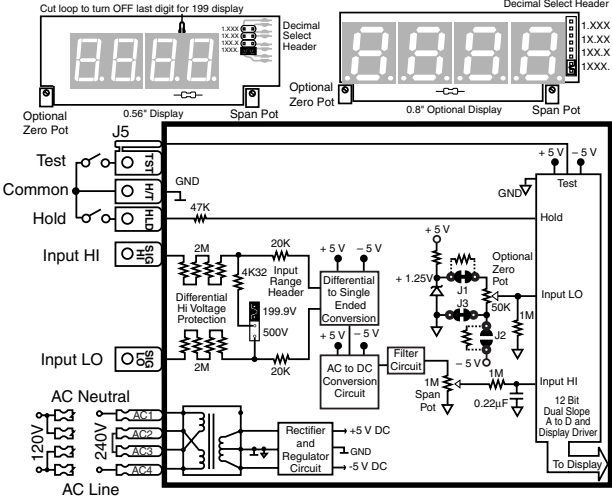 Cut loop to turn OFF last digit for 199 display
Decimal
Select
Header
1.XXX
1X.XX
1XX.X
1XXX.
Optional
Zero Pot
0.56" Display
Span Pot
Decimal Select Header
1.XXX
1X.XX
1XX.X
1XXX.
Optional
Zero Pot
0.8" Optional Display
Span Pot
J5
Test
TST
Common
H/T
Hold
HLD
Input HI
SIG HI
Input LO
SIG LO
GND
47K
2M
20K
4K32
Input
Range
Header
199.9V
500V
Differential
Hi Voltage
Protection
2M
20K
+ 5 V
– 5 V
Differential
to Single
Ended
Conversion
+ 5 V
– 5 V
AC to DC
Conversion
Circuit
Filter
Circuit
1M
Span
Pot
+ 5 V
+ 1.25V
J1
J3
J2
– 5 V
Optional
Zero
Pot
50K
1M
1M
0.22µF
+ 5 V
– 5 V
GND
Test
Hold
Input LO
Input HI
12 Bit
Dual Slope
A to D and
Display Driver
To Display
AC Neutral
120V
240V
AC1
AC2
AC3
AC4
AC Line
Rectifier
and
Regulator
Circuit
+5 V DC
GND
-5 V DC